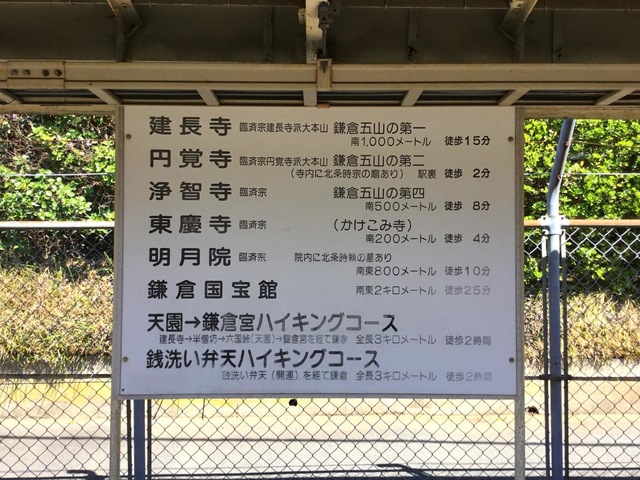 建長寺 臨済宗建長寺派大本山 鎌倉五山の第一
南1,000メートル 徒歩15分
円覚寺 臨済宗円覚寺派大本山 鎌倉五山の第二
(寺内に北条時宗の廟あり) 駅裏 徒歩 2分
浄智寺 臨済宗 鎌倉五山の第四
南500メートル 徒歩 8分
東慶寺 臨済宗 (かけこみ寺)
南200メートル 徒歩 4分
明月院 臨済宗 院内に北条時頼の墓あり
南東800メートル 徒歩10分
鎌倉国宝館 南東2キロメートル 徒歩25分
天園→鎌倉宮ハイキングコース
建長寺→半僧坊→六国峠(天園)→鎌倉宮を経て鎌倉 全長3キロメートル 徒歩2時間
銭洗い弁天ハイキングコース
銭洗い弁天(開運)を経て鎌倉 全長3キロメートル 徒歩2時間